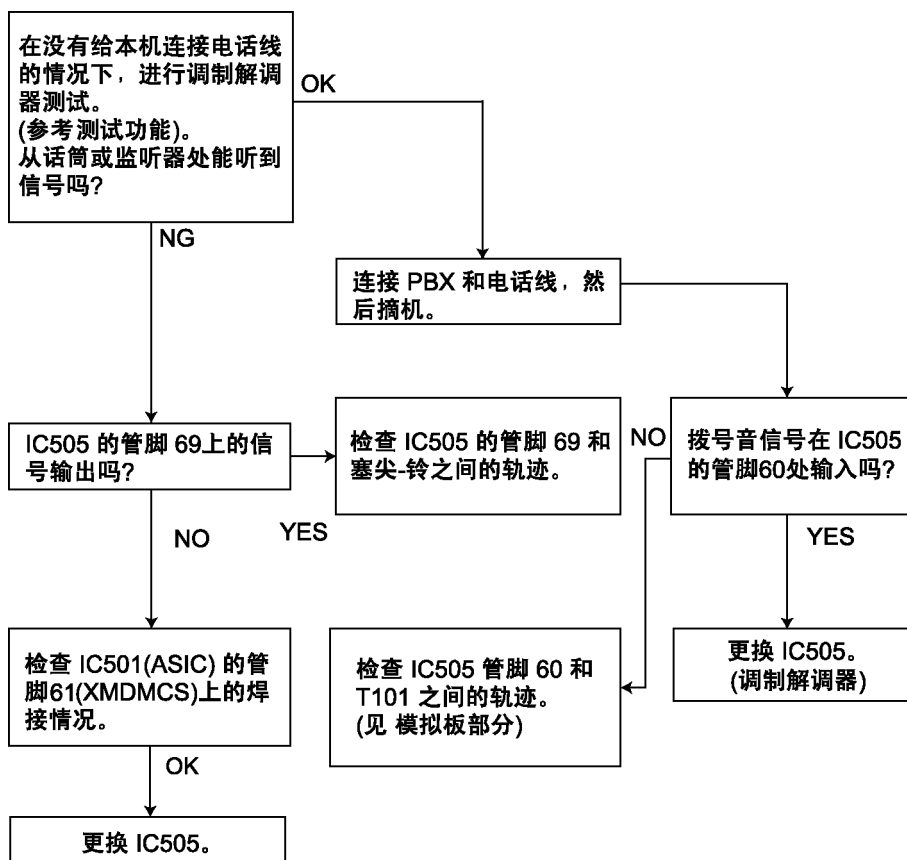 在没有给本机连接电话线
的情况下，进行调制解调
器测试。
(参考测试功能)。
从话筒或监听器处能听到
信号吗?
OK
NG
连接 PBX 和电话线，然
后摘机。
IC505 的管脚 69上的信
号输出吗?
检查 IC505 的管脚 69 和
塞尖-铃之间的轨迹。
NO
拨号音信号在 IC505
的管脚60处输入吗?
NO
YES
YES
检查 IC501(ASIC) 的管
脚61(XMDMCS)上的焊
接情况。
检查 IC505 管脚 60 和
T101 之间的轨迹。
(见 模拟板部分)
更换 IC505。
(调制解调器)
OK
更换 IC505。